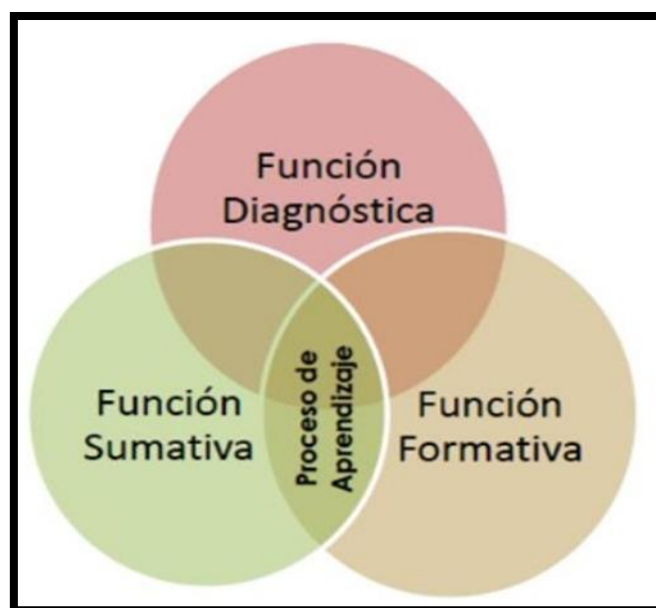 Función
Diagnóstica
Función
Sumativa
Proceso de
Aprendizaje
Función
Formativa